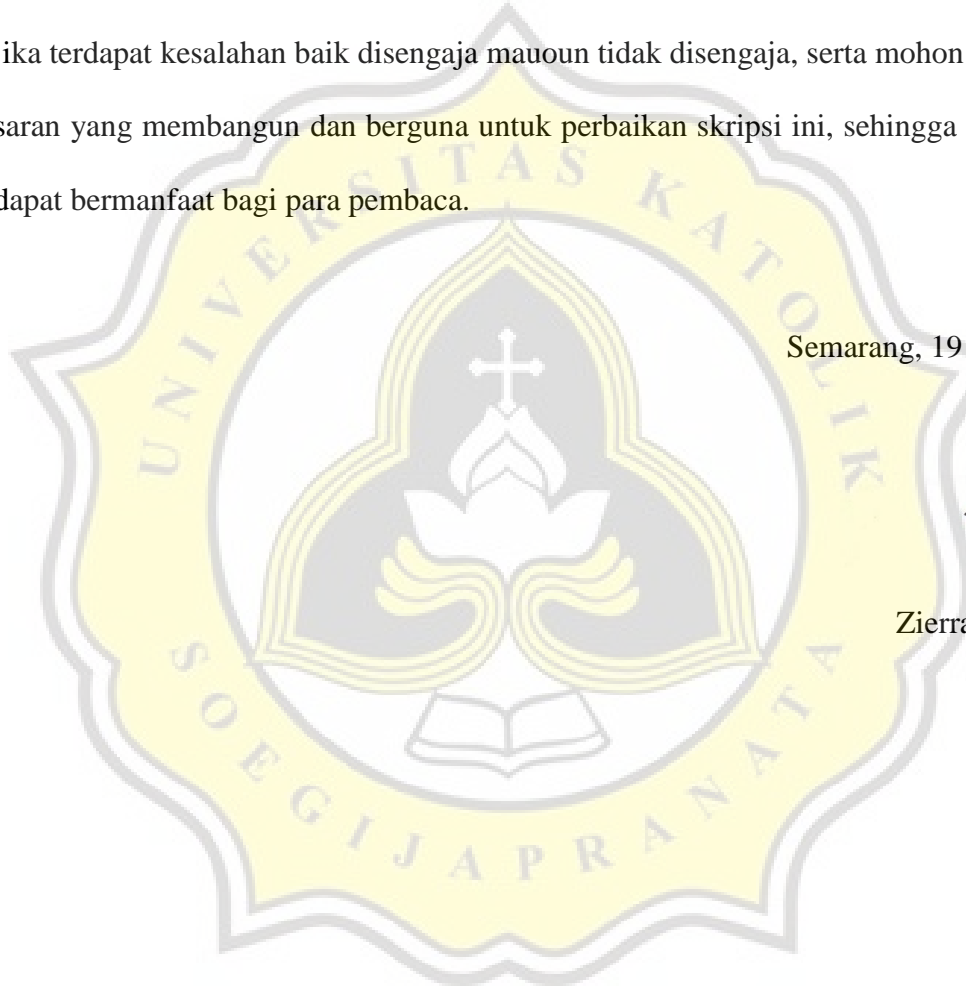 ika terdapat kesalahan baik disengaja mauoun tidak disengaja, serta mohon
saran yang membangun dan berguna untuk perbaikan skripsi ini, sehingga
dapat bermanfaat bagi para pembaca.
Semarang, 19
Zierra
UNIVERSITAS KATOLIK
SOEGIJAPRANATA